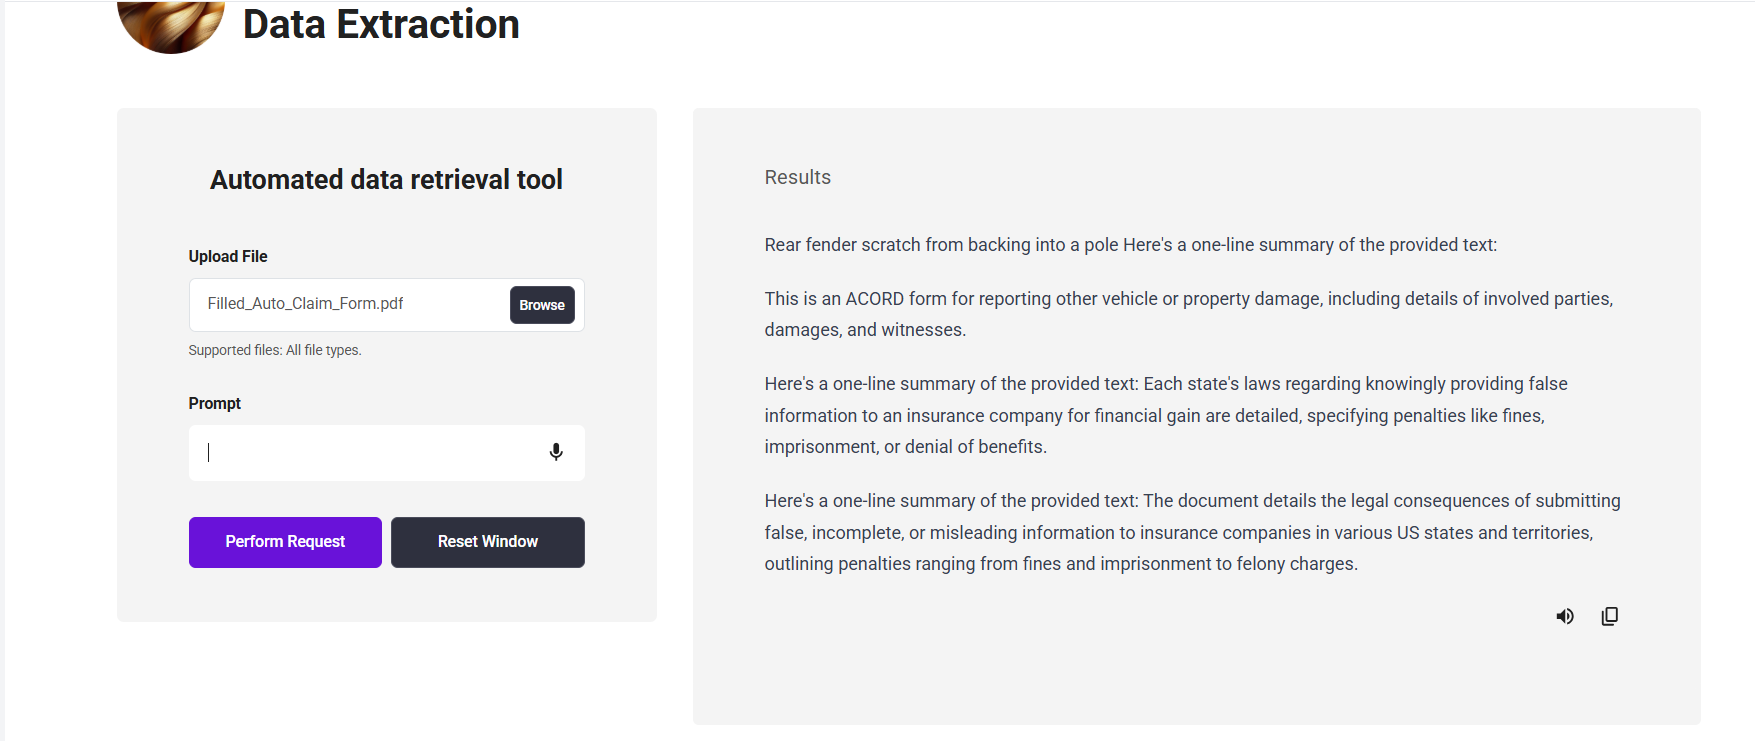 Data Extraction
Automated data retrieval tool
Upload File
Filled_Auto_Claim_Form.pdf
Browse
Supported files: All file types.
Prompt
Perform Request
Reset Window
Results
Rear fender scratch from backing into a pole Here's a one-line summary of the provided text:
This is an ACORD form for reporting other vehicle or property damage, including details of involved parties,
damages, and witnesses.
Here's a one-line summary of the provided text: Each state's laws regarding knowingly providing false
information to an insurance company for financial gain are detailed, specifying penalties like fines,
imprisonment, or denial of benefits.
Here's a one-line summary of the provided text: The document details the legal consequences of submitting
false, incomplete, or misleading information to insurance companies in various US states and territories,
outlining penalties ranging from fines and imprisonment to felony charges.